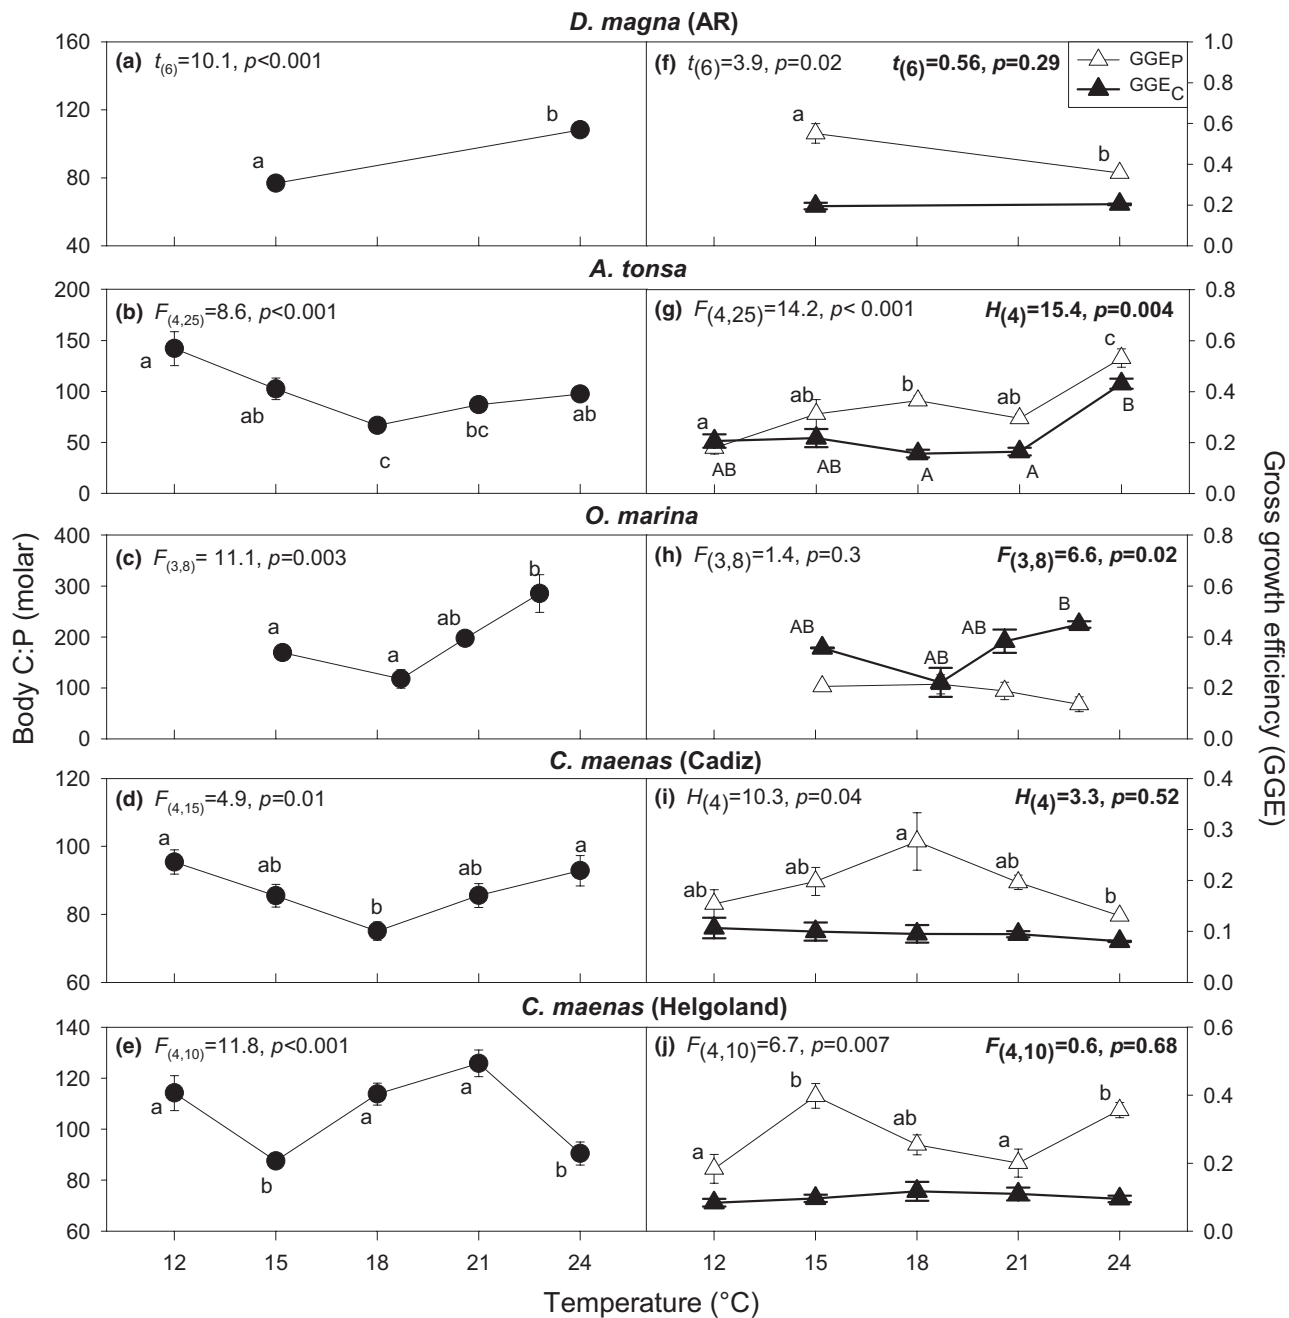 D. magna (AR)
(a) t(6)=10.1, p<0.001
(f) t(6)=3.9, p=0.02 t(6)=0.56, p=0.29
GGEP
GGEC
160
120
80
40
a
b
a
b
1.0
0.8
0.6
0.4
0.2
0.0
A. tonsa
(b) F(4,25)=8.6, p<0.001
(g) F(4,25)=14.2, p< 0.001 H(4)=15.4, p=0.004
200
150
100
50
0
a
ab
c
bc
ab
a
ab
b
ab
c
AB
AB
A
A
B
0.8
0.6
0.4
0.2
0.0
O. marina
(c) F(3,8)= 11.1, p=0.003
(h) F(3,8)=1.4, p=0.3 F(3,8)=6.6, p=0.02
400
300
200
100
0
a
a
ab
b
AB
AB
AB
B
0.8
0.6
0.4
0.2
0.0
C. maenas (Cadiz)
(d) F(4,15)=4.9, p=0.01
(i) H(4)=10.3, p=0.04 H(4)=3.3, p=0.52
120
100
80
60
a
ab
b
ab
a
ab
ab
a
ab
b
0.4
0.3
0.2
0.1
0.0
C. maenas (Helgoland)
(e) F(4,10)=11.8, p<0.001
(j) F(4,10)=6.7, p=0.007 F(4,10)=0.6, p=0.68
140
120
100
80
60
a
b
a
a
b
a
b
ab
a
b
0.6
0.4
0.2
0.0
12 15 18 21 24 12 15 18 21 24
Temperature (°C)
Body C:P (molar)
Gross growth efficiency (GGE)